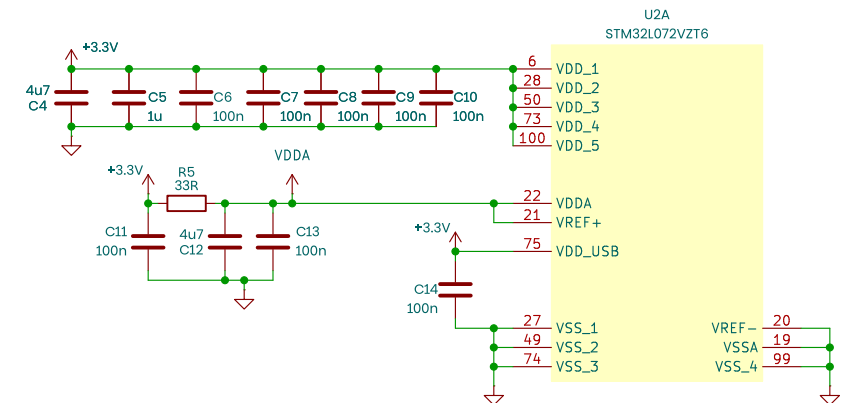 U2A
STM32L072VZT6
+3.3V
4u7
C4
C5
1u
C6
100n
C7
100n
C8
100n
C9
100n
C10
100n
6 VDD_1
28 VDD_2
50 VDD_3
73 VDD_4
100 VDD_5
+3.3V
R5
33R
VDDA
22 VDDA
21 VREF+
C11
100n
4u7
C12
C13
100n
+3.3V
75 VDD_USB
C14
100n
27 VSS_1
49 VSS_2
74 VSS_3
VREF- 20
VSSA 19
VSS_4 99